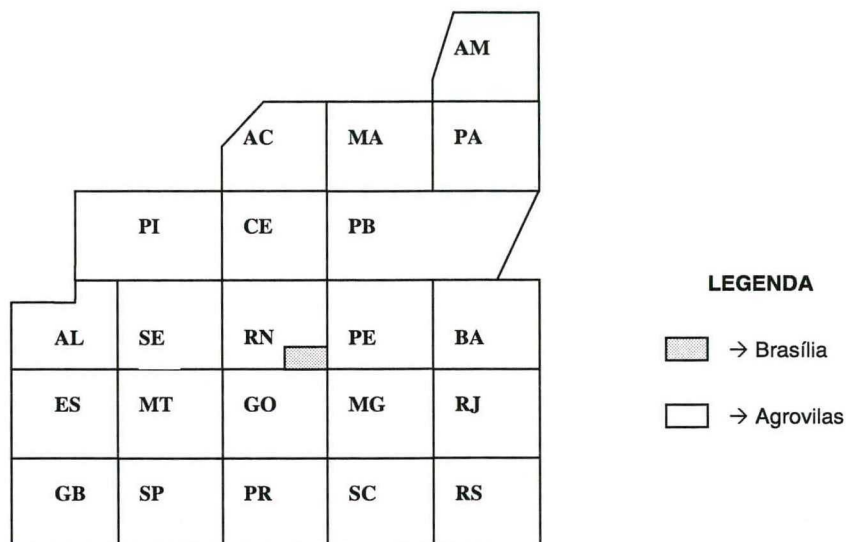 AM
AC MA PA
PI CE PB
LEGENDA
AL SE RN PE BA
→ Brasília
ES MT GO MG RJ
→ Agrovilas
GB SP PR SC RS